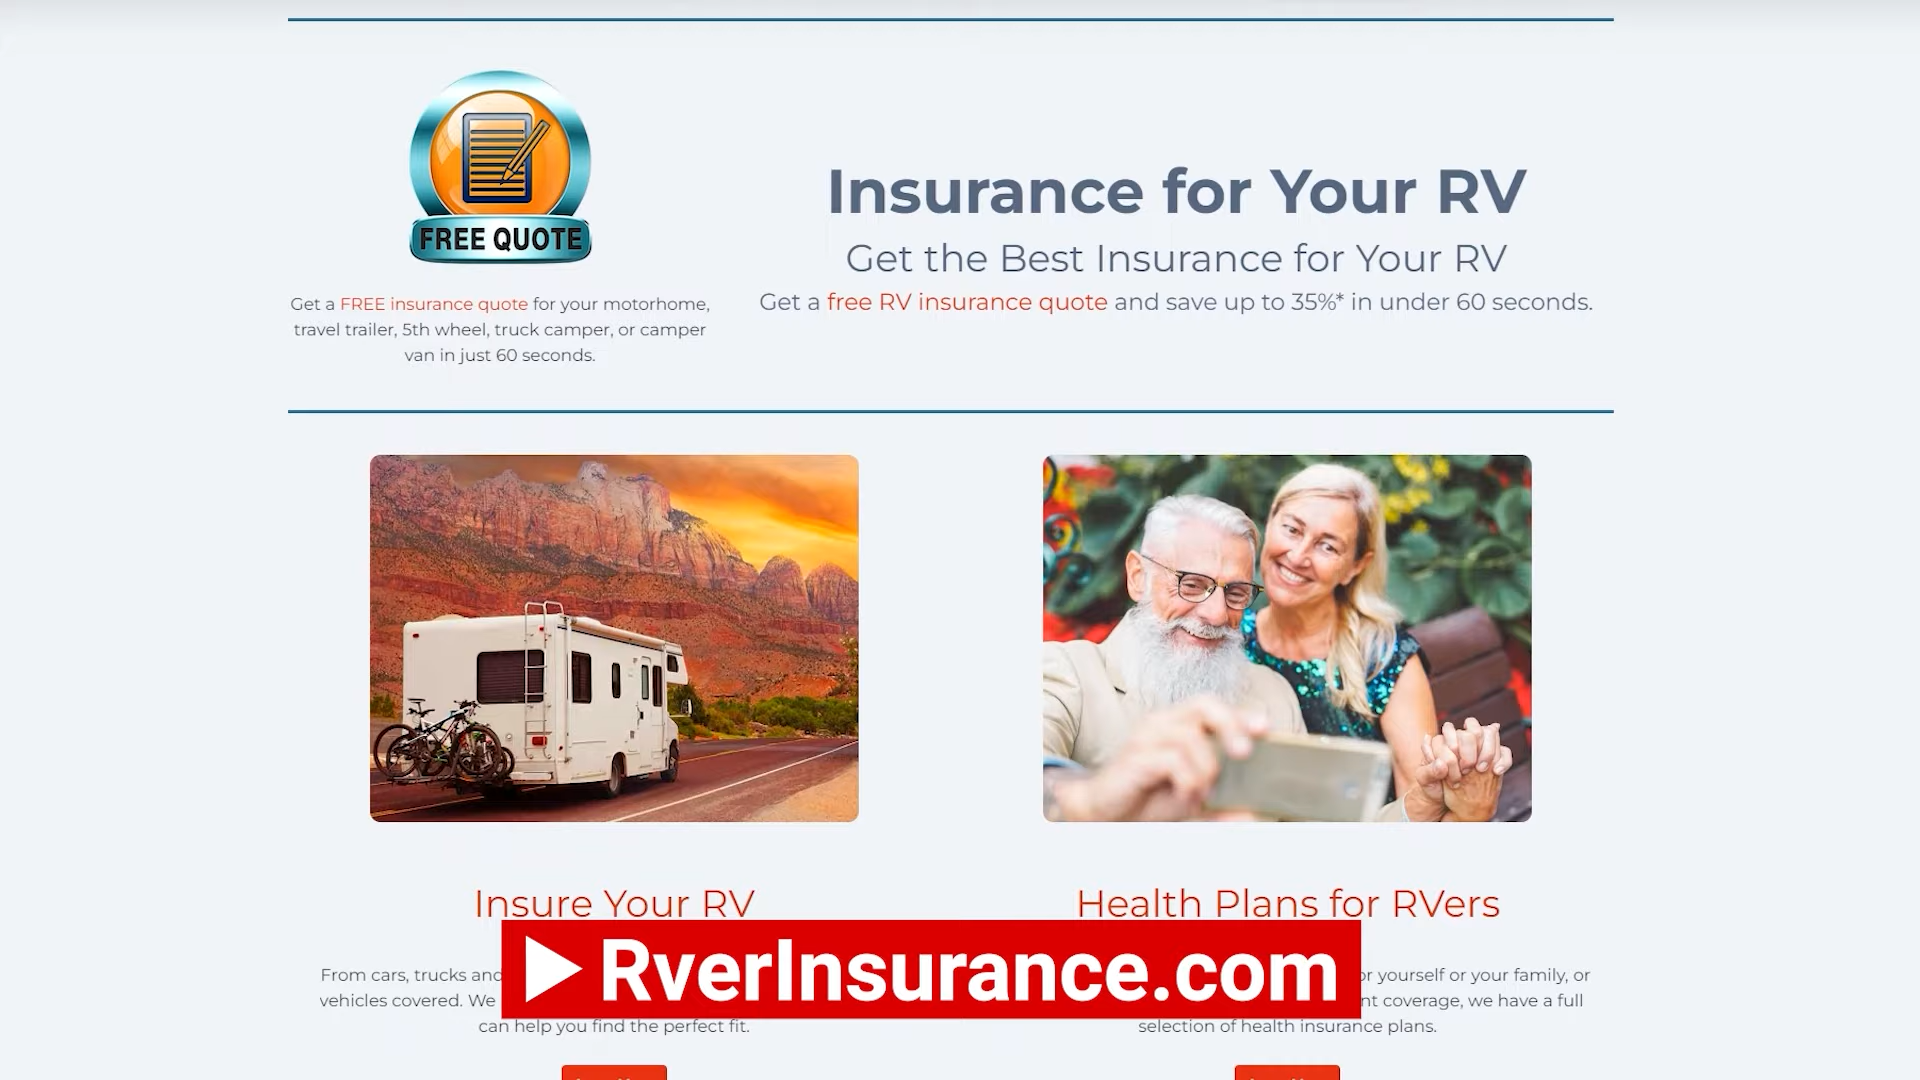 FREE QUOTE
Get a FREE insurance quote for your motorhome,
travel trailer, 5th wheel, truck camper, or camper
van in just 60 seconds.
Insurance for Your RV
Get the Best Insurance for Your RV
Get a free RV insurance quote and save up to 35%* in under 60 seconds.
Insure Your RV
From cars, trucks and
vehicles covered. We
can help you find the perfect fit.
Health Plans for RVers
or yourself or your family, or
nt coverage, we have a full
selection of health insurance plans.
RverInsurance.com